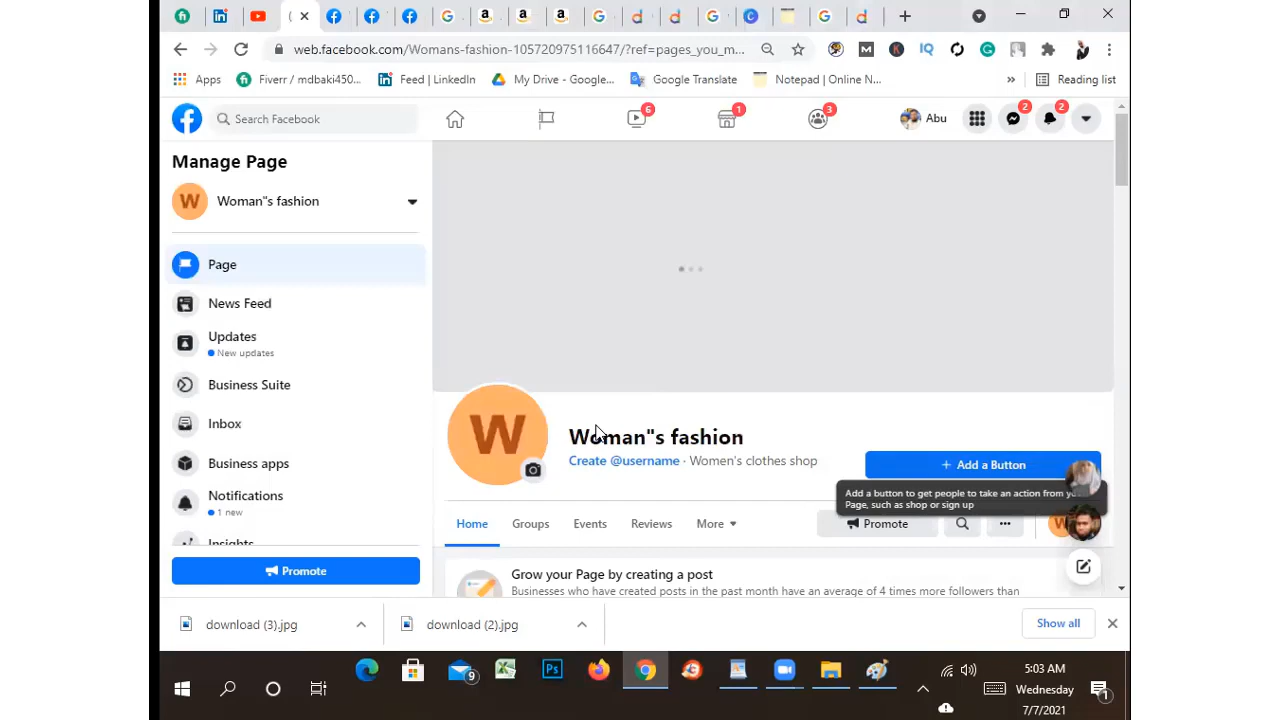 web.facebook.com/Womans-fashion-105720975116647/?ref=pages_you_m...
Apps
Fiverr / mdbaki450...
Feed | LinkedIn
My Drive - Google...
Google Translate
Notepad | Online N...
»
Reading list
Search Facebook
6
1
3
Abu
2
2
Manage Page
W
Woman"s fashion
Page
News Feed
Updates
New updates
Business Suite
Inbox
Business apps
Notifications
1 new
Insights
Promote
W
Woman"s fashion
Create @username · Women's clothes shop
+ Add a Button
Add a button to get people to take an action from
Page, such as shop or sign up
Home
Groups
Events
Reviews
More
Promote
Grow your Page by creating a post
Businesses who have created posts in the past month have an average of 4 times more followers than
download (3).jpg
download (2).jpg
Show all
9
Ps
5:03 AM
Wednesday
7/7/2021
1